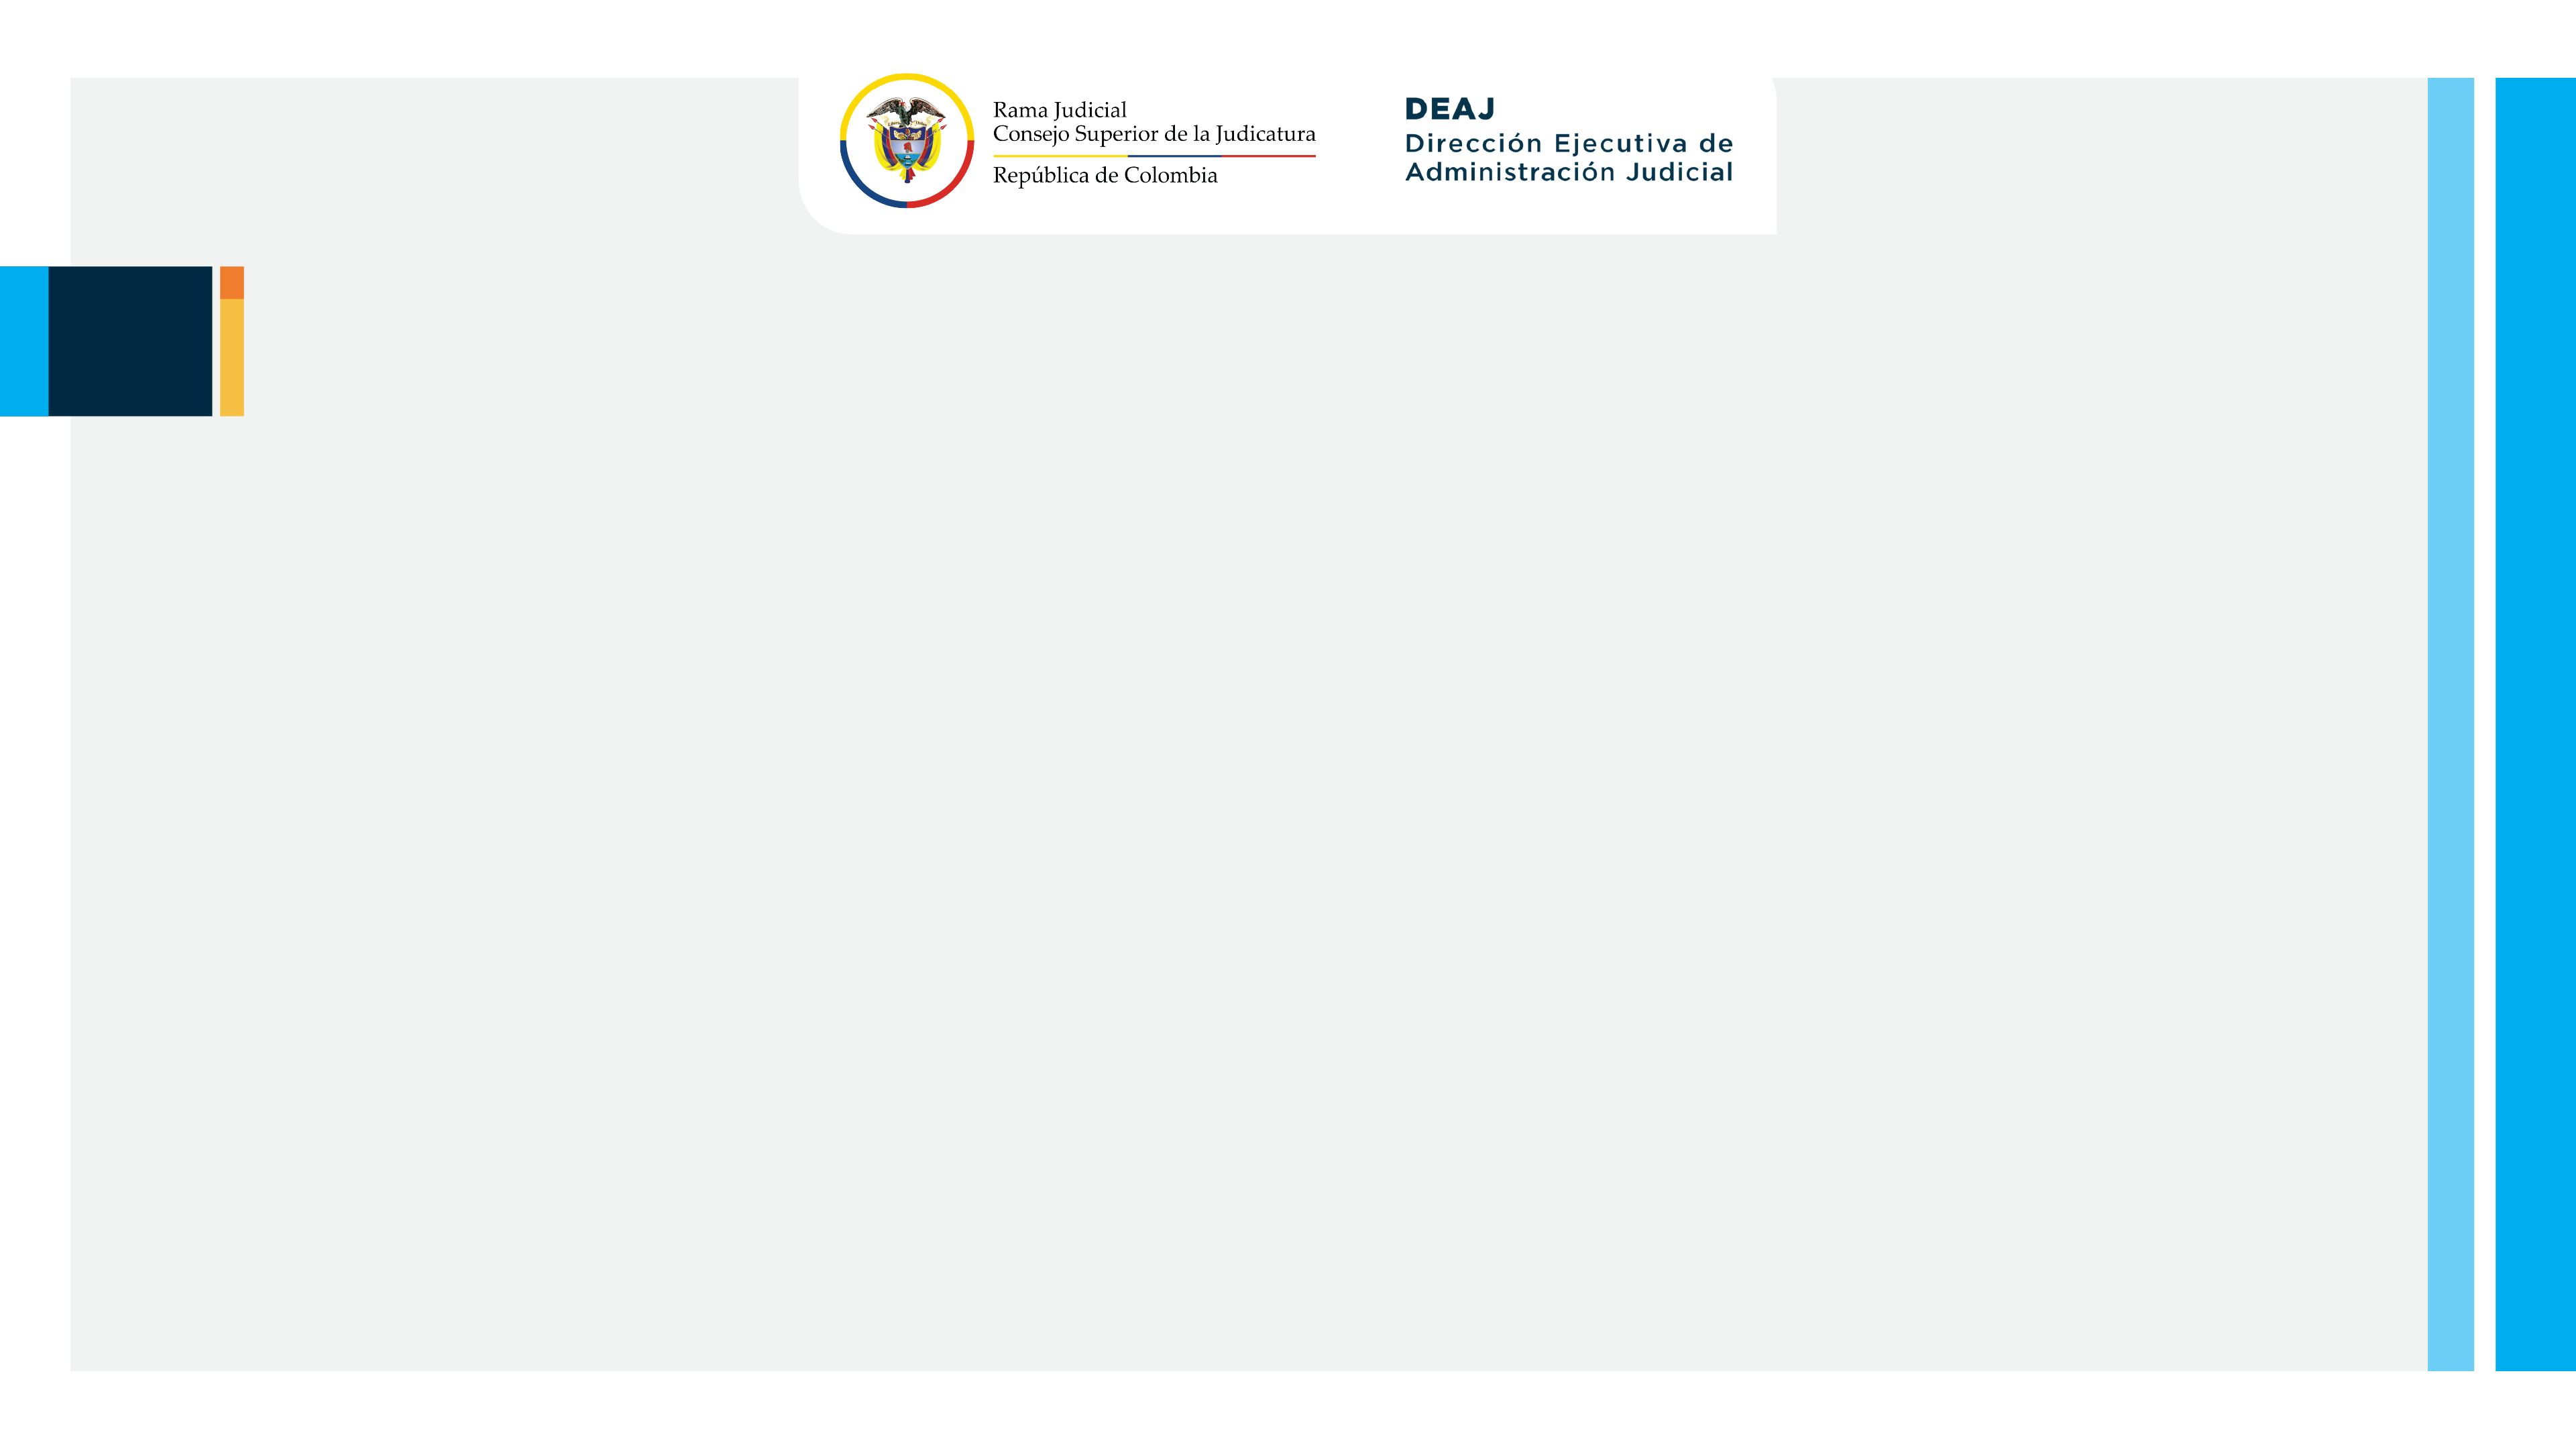 Rama Judicial
Consejo Superior de la Judicatura
República de Colombia
DEAJ
Dirección Ejecutiva de
Administración Judicial